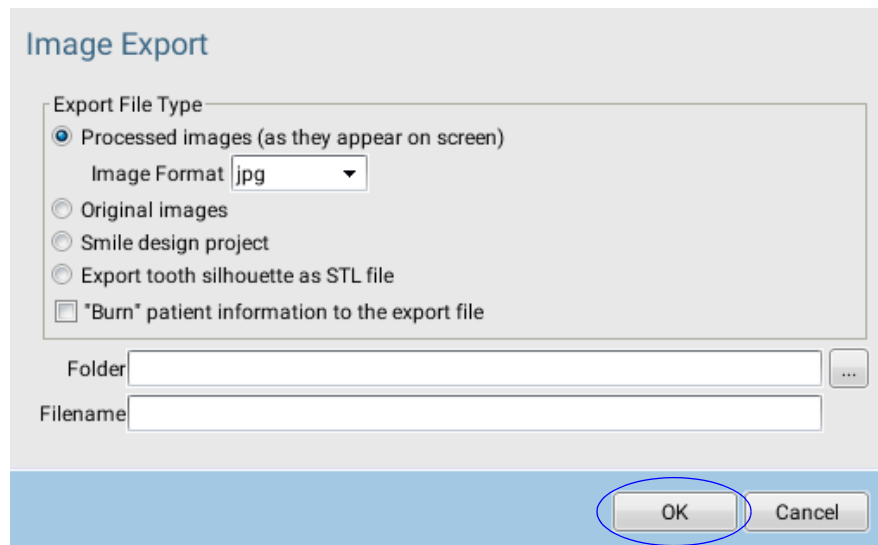 Image Export
Export File Type
Processed images (as they appear on screen)
Image Format jpg
Original images
Smile design project
Export tooth silhouette as STL file
"Burn" patient information to the export file
Folder ...
Filename
OK Cancel